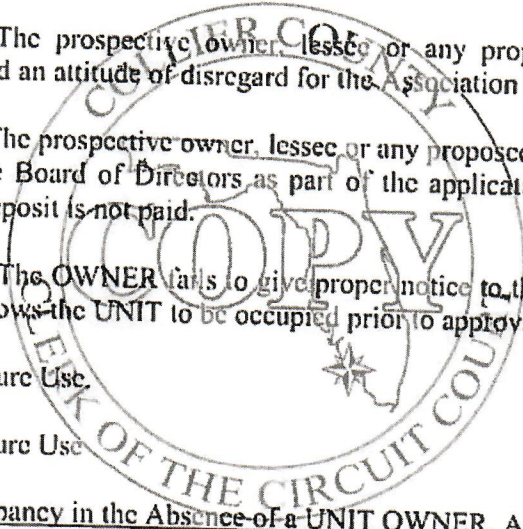 The prospective owner, lessee or any prop
d an attitude of disregard for the Association
The prospective owner, lessee or any proposed
e Board of Directors as part of the applicat
posit is not paid.
The OWNER fails to give proper notice to th
ows the UNIT to be occupied prior to approv
ure Use.
ure Use
pancy in the Absence of a UNIT OWNER. A
COLLIER COUNTY
COPY
CLERK OF THE CIRCUIT COU